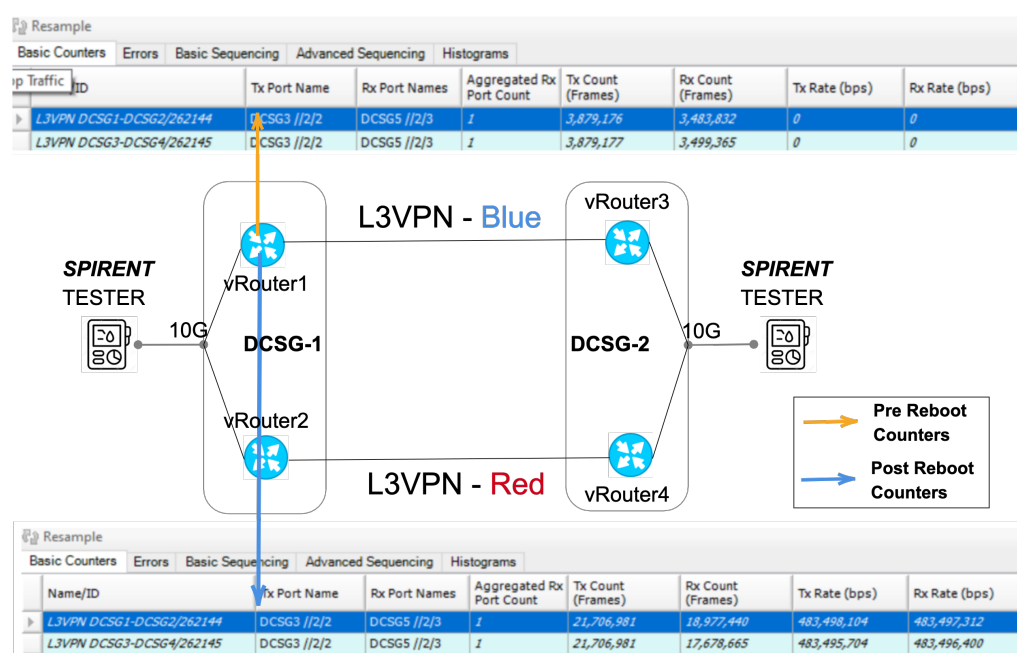 Resample
Basic Counters Errors Basic Sequencing Advanced Sequencing Histograms
op Traffic /ID Tx Port Name Rx Port Names Aggregated Rx Port Count Tx Count (Frames) Rx Count (Frames) Tx Rate (bps) Rx Rate (bps)
L3VPN DCSG1-DCSG2/262144 DCSG3 //2/2 DCSG5 //2/3 1 3,879,176 3,483,832 0 0
L3VPN DCSG3-DCSG4/262145 DCSG3 //2/2 DCSG5 //2/3 1 3,879,177 3,499,365 0 0
L3VPN - Blue
vRouter3
SPIRENT
TESTER
vRouter1
SPIRENT
TESTER
10G
DCSG-1
DCSG-2
10G
vRouter2
L3VPN - Red
vRouter4
Pre Reboot
Counters
Post Reboot
Counters
Resample
Basic Counters Errors Basic Sequencing Advanced Sequencing Histograms
Name/ID Tx Port Name Rx Port Names Aggregated Rx Port Count Tx Count (Frames) Rx Count (Frames) Tx Rate (bps) Rx Rate (bps)
L3VPN DCSG1-DCSG2/262144 DCSG3 //2/2 DCSG5 //2/3 1 21,706,981 18,977,440 483,498,104 483,497,312
L3VPN DCSG3-DCSG4/262145 DCSG3 //2/2 DCSG5 //2/3 1 21,706,981 17,678,665 483,495,704 483,496,400